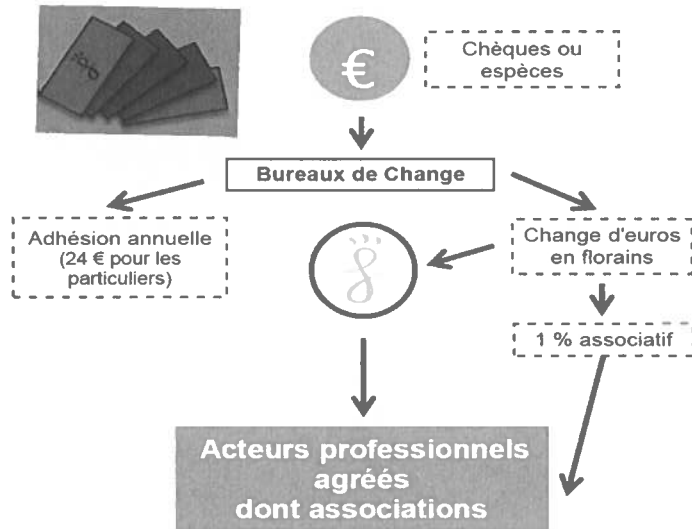 €
Chèques ou
espèces
Bureaux de Change
Adhésion annuelle
(24 € pour les
particuliers)
Change d'euros
en florains
1 % associatif
Acteurs professionnels
agréés
dont associations